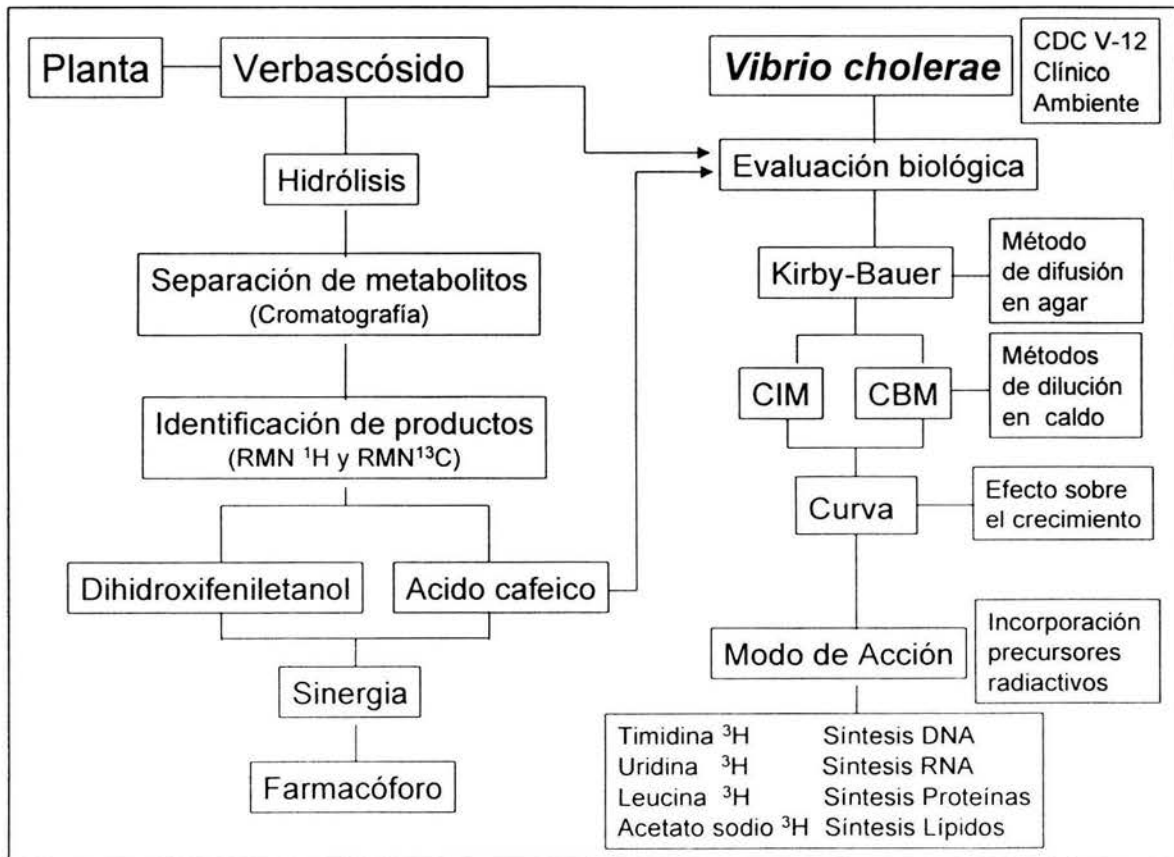 Planta
Verbascósido
Hidrólisis
Separación de metabolitos
(Cromatografía)
Identificación de productos
(RMN ¹H y RMN¹³C)
Dihidroxifeniletanol
Acido cafeico
Sinergia
Farmacóforo
Vibrio cholerae
CDC V-12
Clínico
Ambiente
Evaluación biológica
Kirby-Bauer
Método
de difusión
en agar
CIM
CBM
Métodos
de dilución
en caldo
Curva
Efecto sobre
el crecimiento
Modo de Acción
Incorporación
precursores
radiactivos
Timidina ³H Síntesis DNA
Uridina ³H Síntesis RNA
Leucina ³H Síntesis Proteínas
Acetato sodio ³H Síntesis Lípidos